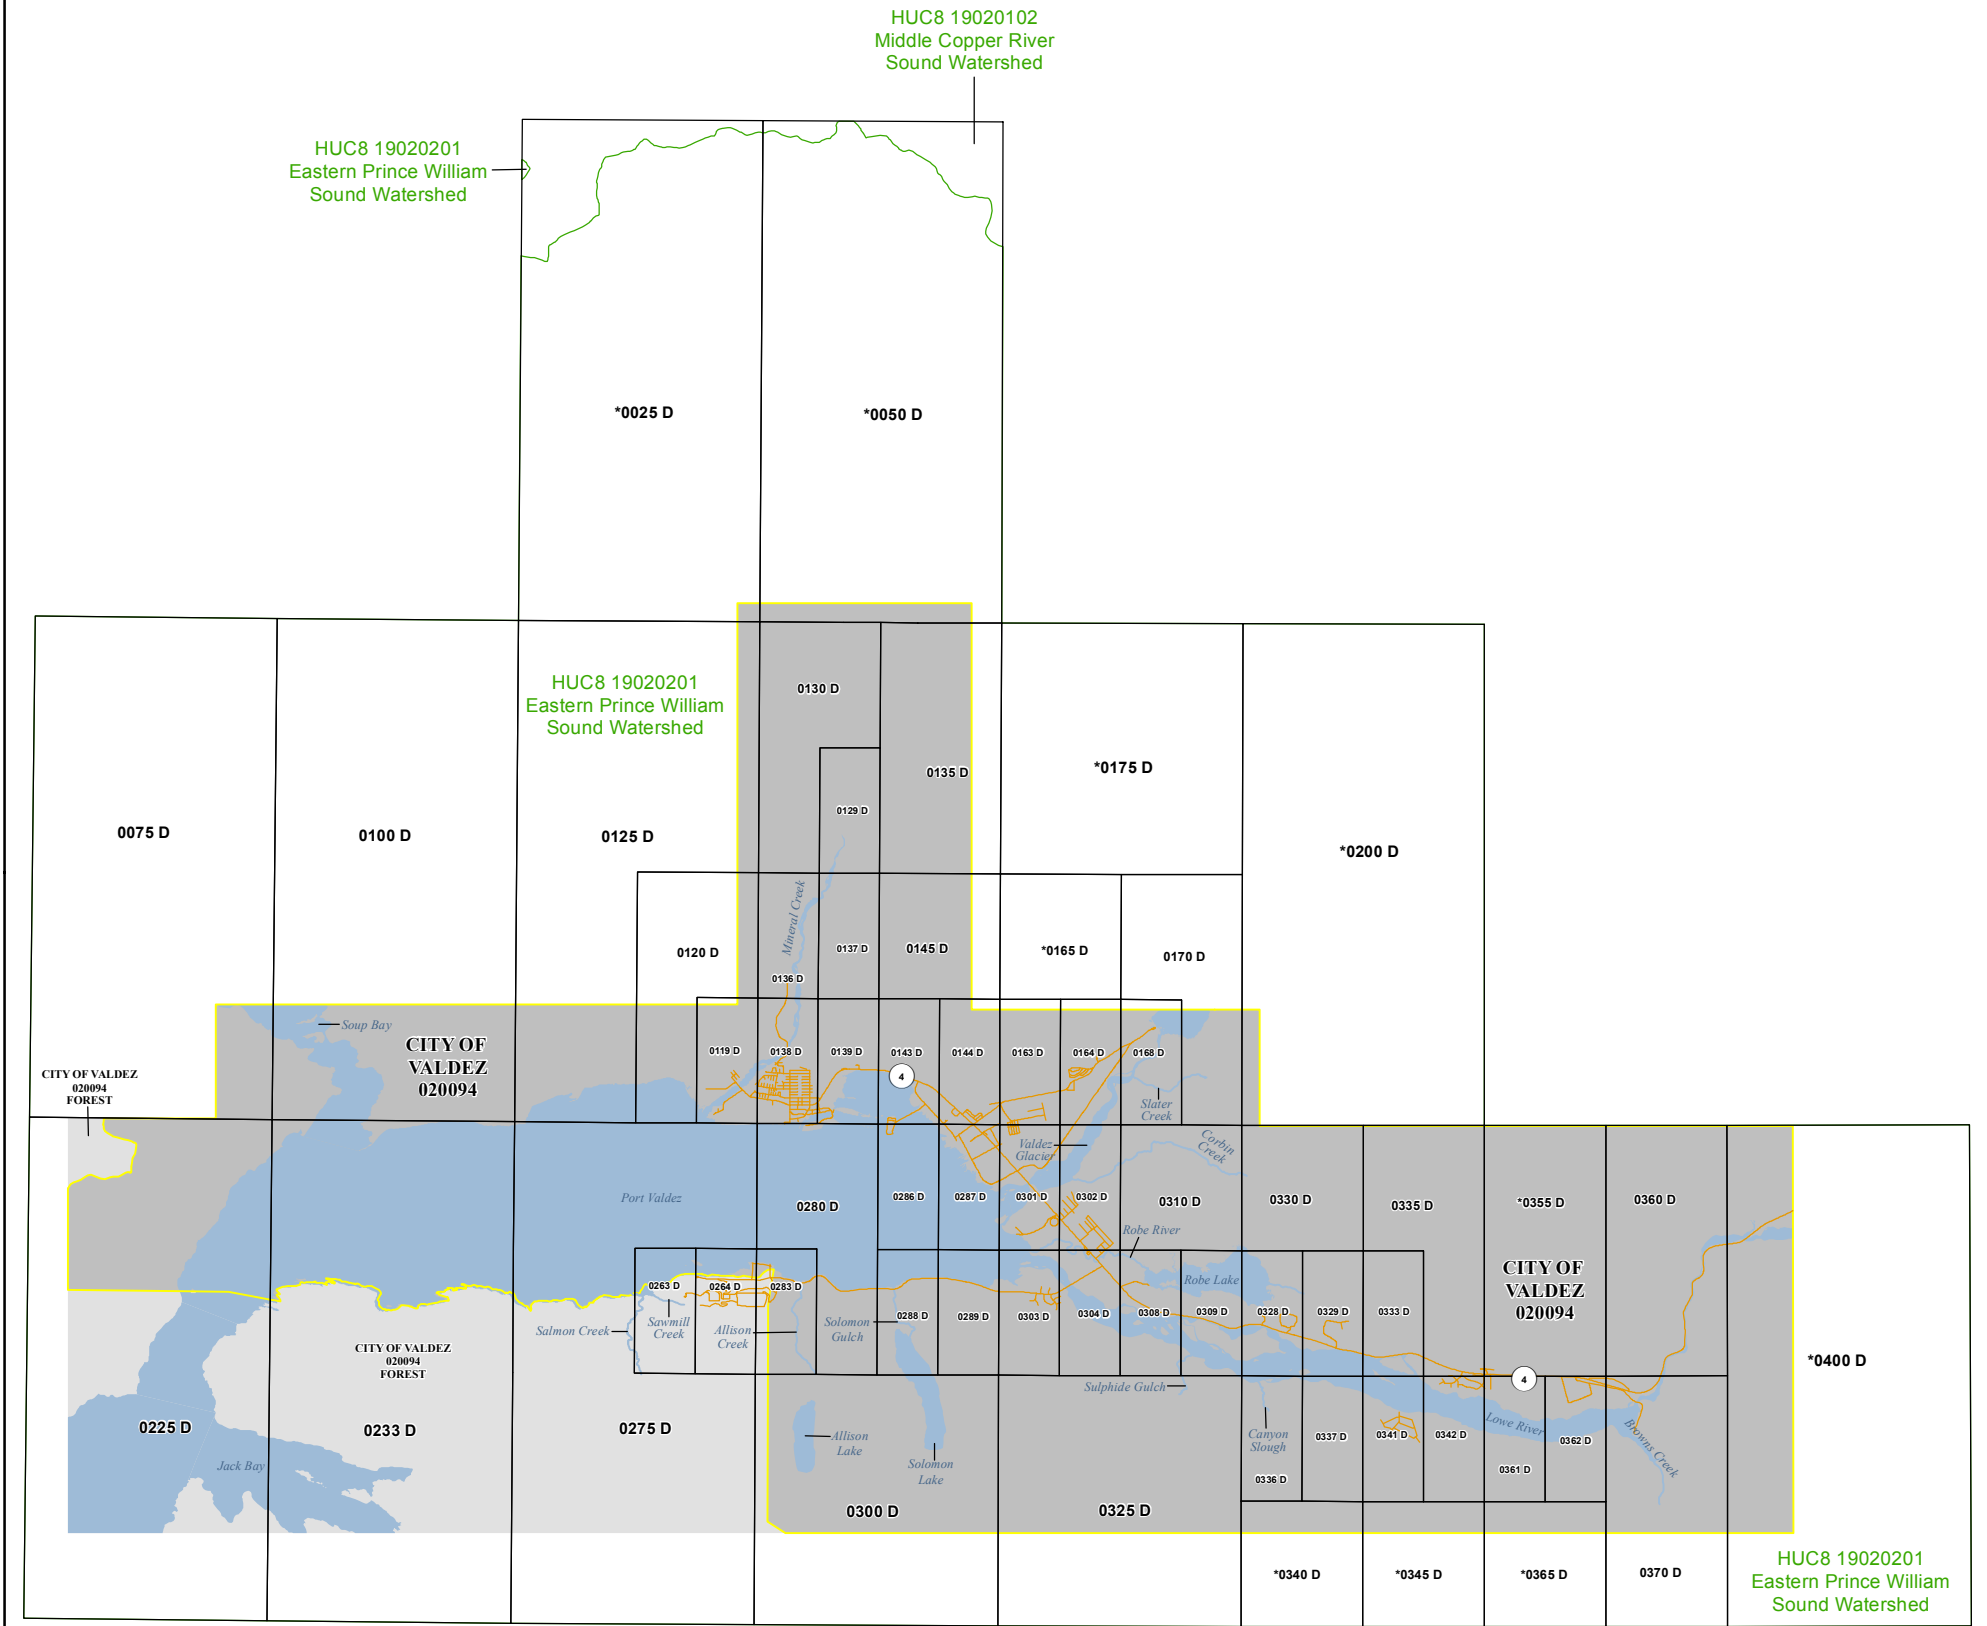 HUC8 19020102
Middle Copper River
Sound Watershed
HUC8 19020201
Eastern Prince William
Sound Watershed
*0025 D
*0050 D
HUC8 19020201
Eastern Prince William
Sound Watershed
0130 D
0135 D
*0175 D
0129 D
0075 D
0100 D
0125 D
*0200 D
Mineral Creek
0120 D
0137 D
0145 D
*0165 D
0170 D
0136 D
Soup Bay
CITY OF
VALDEZ
020094
0119 D
0138 D
0139 D
0143 D
0144 D
0163 D
0164 D
0168 D
4
CITY OF VALDEZ
020094
FOREST
Slater
Creek
Valdez
Glacier
Corbin
Creek
Port Valdez
0280 D
0286 D
0287 D
0301 D
0302 D
0310 D
0330 D
0335 D
*0355 D
0360 D
Robe River
CITY OF
VALDEZ
020094
0263 D
0264 D
0283 D
Robe Lake
Salmon Creek
Sawmill
Creek
Allison
Creek
Solomon
Gulch
0288 D
0289 D
0303 D
0304 D
0308 D
0309 D
0328 D
0329 D
0333 D
CITY OF VALDEZ
020094
FOREST
*0400 D
Sulphide Gulch
4
0225 D
0233 D
0275 D
Allison
Lake
Solomon
Lake
Canyon
Slough
0336 D
0337 D
0341 D
0342 D
Lowe River
0361 D
0362 D
Browns Creek
Jack Bay
0300 D
0325 D
*0340 D
*0345 D
*0365 D
0370 D
HUC8 19020201
Eastern Prince William
Sound Watershed